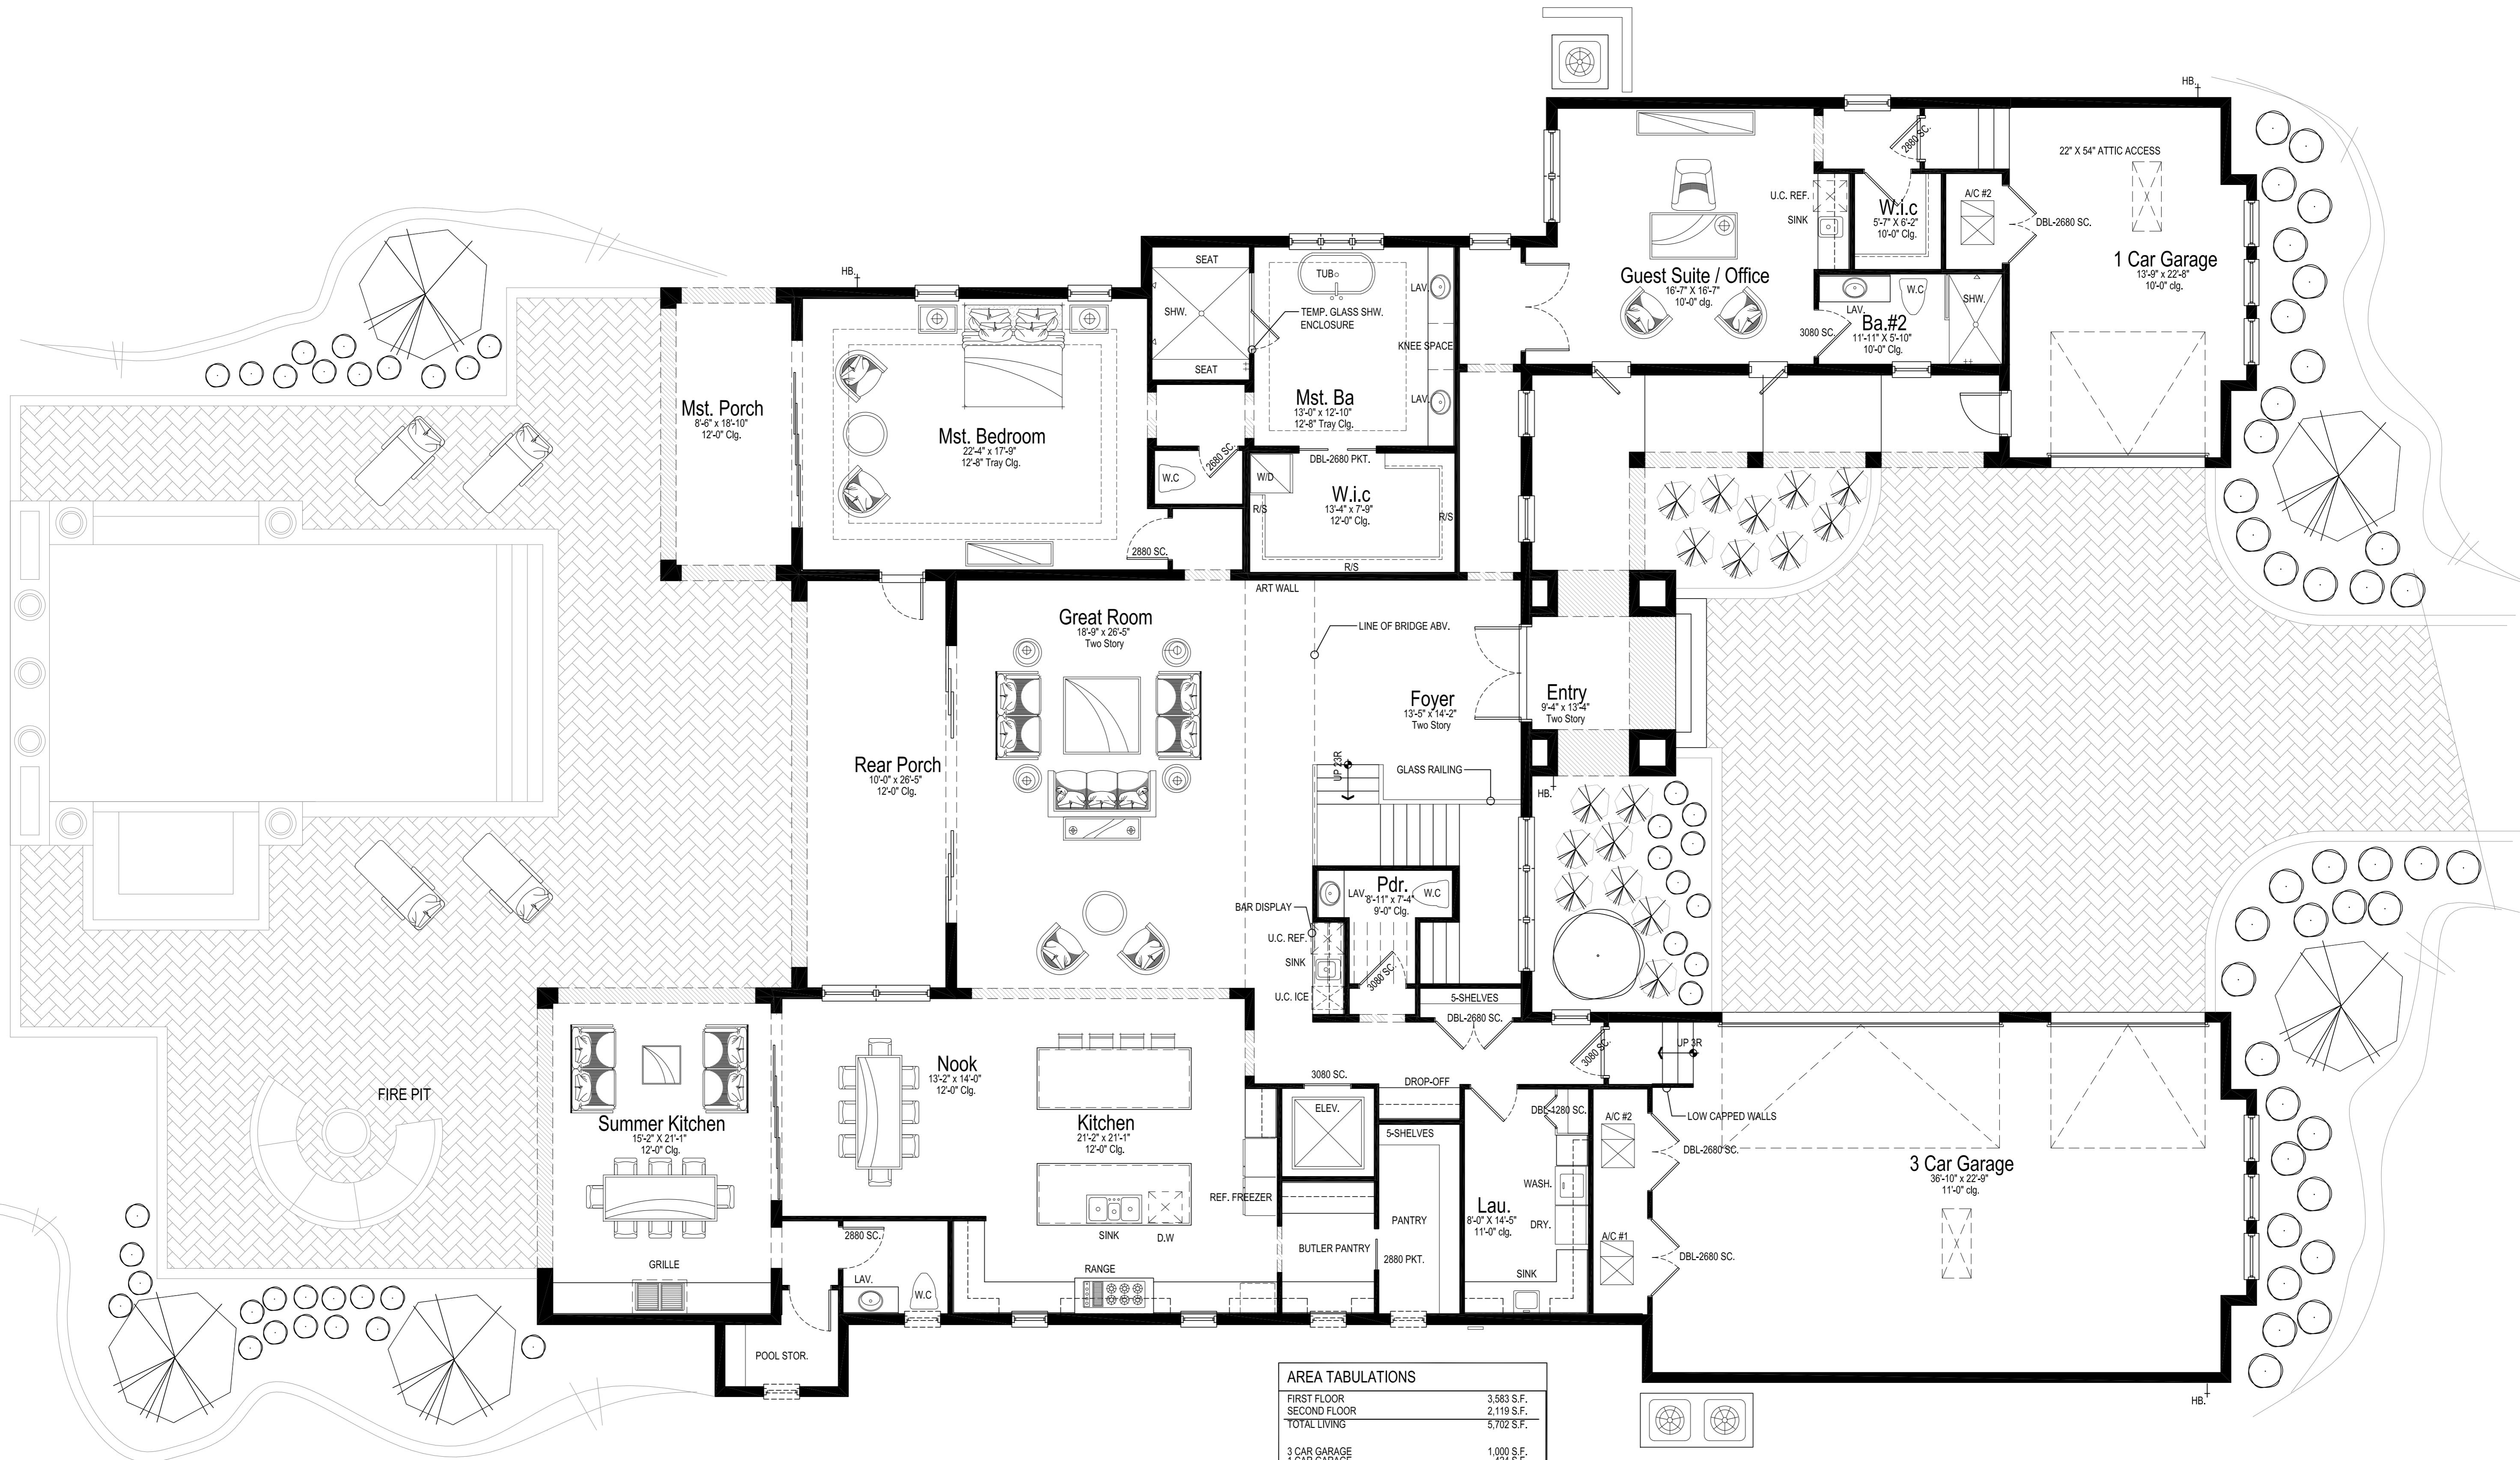 HB.
22" X 54" ATTIC ACCESS
2880 SC.
A/C #2
U.C. REF.
SINK
W.i.c
5'-7" X 6'-2"
10'-0" Clg.
DBL-2680 SC.
1 Car Garage
13'-9" x 22'-8"
10'-0" clg.
Guest Suite / Office
16'-7" X 16'-7"
10'-0" clg.
LAV.
W.C
SHW.
3080 SC.
Ba.#2
11'-11" X 5'-10"
10'-0" Clg.
HB.
SEAT
SHW.
SEAT
TUB
LAV.
TEMP. GLASS SHW.
ENCLOSURE
KNEE SPACE
LAV.
Mst. Ba
13'-0" x 12'-10"
12'-8" Tray Clg.
Mst. Porch
8'-6" x 18'-10"
12'-0" Clg.
Mst. Bedroom
22'-4" x 17'-9"
12'-8" Tray Clg.
2680 SC.
W.C
DBL-2680 PKT.
W/D
W.i.c
13'-4" x 7'-9"
12'-0" Clg.
R/S
R/S
R/S
2880 SC.
ART WALL
Great Room
18'-9" x 26'-5"
Two Story
LINE OF BRIDGE ABV.
Foyer
13'-5" x 14'-2"
Two Story
Entry
9'-4" x 13'-4"
Two Story
Rear Porch
10'-0" x 26'-5"
12'-0" Clg.
UP 23R
GLASS RAILING
HB.
Pdr.
8'-11" x 7'-4"
9'-0" Clg.
LAV.
W.C
BAR DISPLAY
U.C. REF.
SINK
U.C. ICE
3080 SC.
5-SHELVES
DBL-2680 SC.
3080 SC.
UP 3R
Nook
13'-2" x 14'-0"
12'-0" Clg.
3080 SC.
DROP-OFF
ELEV.
5-SHELVES
DBL-1280 SC.
A/C #2
LOW CAPPED WALLS
DBL-2680 SC.
FIRE PIT
Summer Kitchen
15'-2" X 21'-1"
12'-0" Clg.
Kitchen
21'-2" x 21'-1"
12'-0" Clg.
3 Car Garage
36'-10" x 22'-9"
11'-0" clg.
REF. FREEZER
WASH.
Lau.
8'-0" X 14'-5"
11'-0" clg.
PANTRY
DRY.
SINK
D.W
2880 SC.
BUTLER PANTRY
2880 PKT.
A/C #1
DBL-2680 SC.
GRILLE
RANGE
SINK
LAV.
W.C
POOL STOR.
HB.
AREA TABULATIONS
FIRST FLOOR 3,583 S.F.
SECOND FLOOR 2,119 S.F.
TOTAL LIVING 5,702 S.F.
3 CAR GARAGE 1,000 S.F.